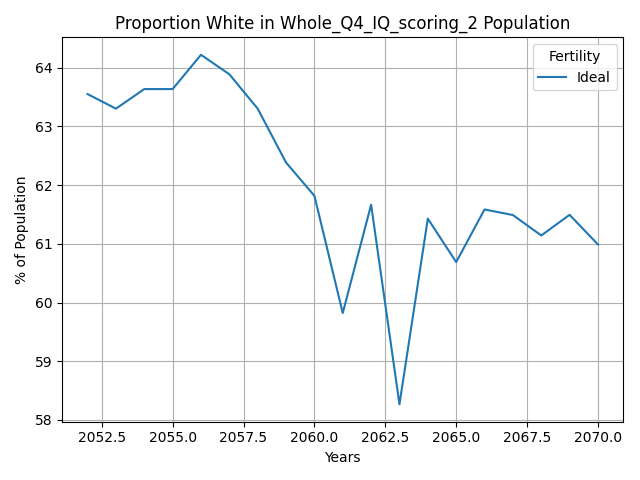 Proportion White in Whole_Q4_IQ_scoring_2 Population
Fertility
Ideal
64
63
62
61
60
59
58
% of Population
2052.5 2055.0 2057.5 2060.0 2062.5 2065.0 2067.5 2070.0
Years